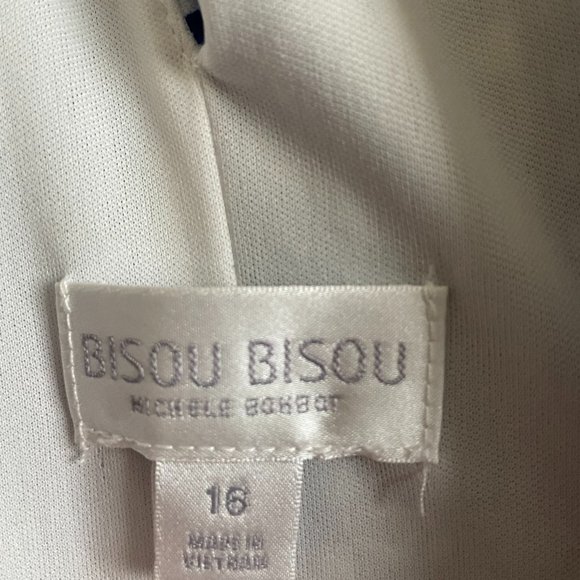 BISOU BISOU
MICHELE BOHBOT
16
MADE IN
VIETNAM